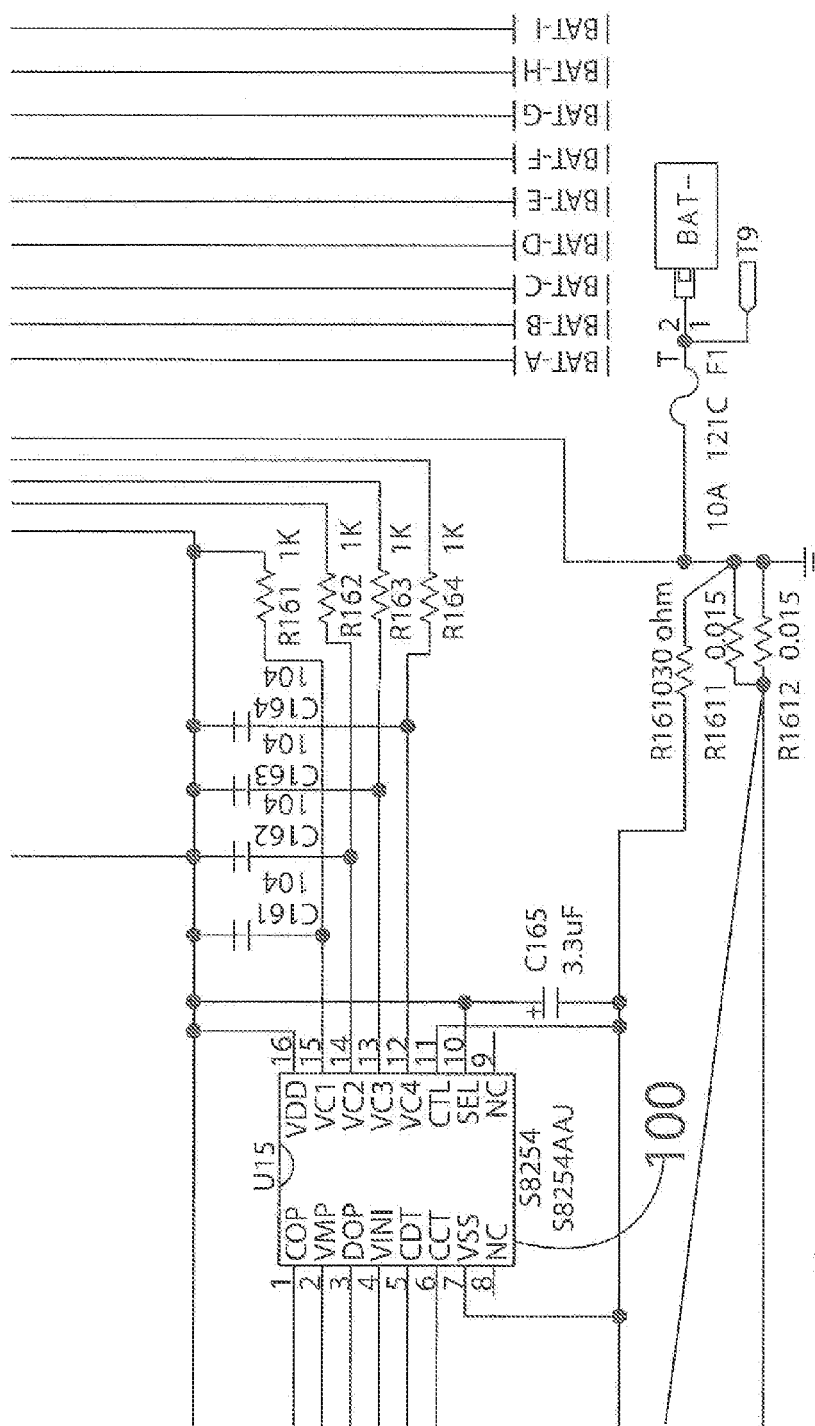 BAT-I
BAT-H
BAT-G
BAT-F
BAT-E
BAT-D
BAT-C
BAT-B
BAT-A
BAT-
T9
2
1
T
F1
10A 121C
R161 1K
R162 1K
R163 1K
R164 1K
R161030 ohm
R1611 0.015
R1612 0.015
104
C164
104
C163
104
C162
104
C161
C165
+
3.3uF
U15
16 VDD
15 VC1
14 VC2
13 VC3
12 VC4
11 CTL
10 SEL
9 NC
1 COP
2 VMP
3 DOP
4 VINI
5 CDT
6 CCT
7 VSS
8 NC
S8254
S8254AAJ
100